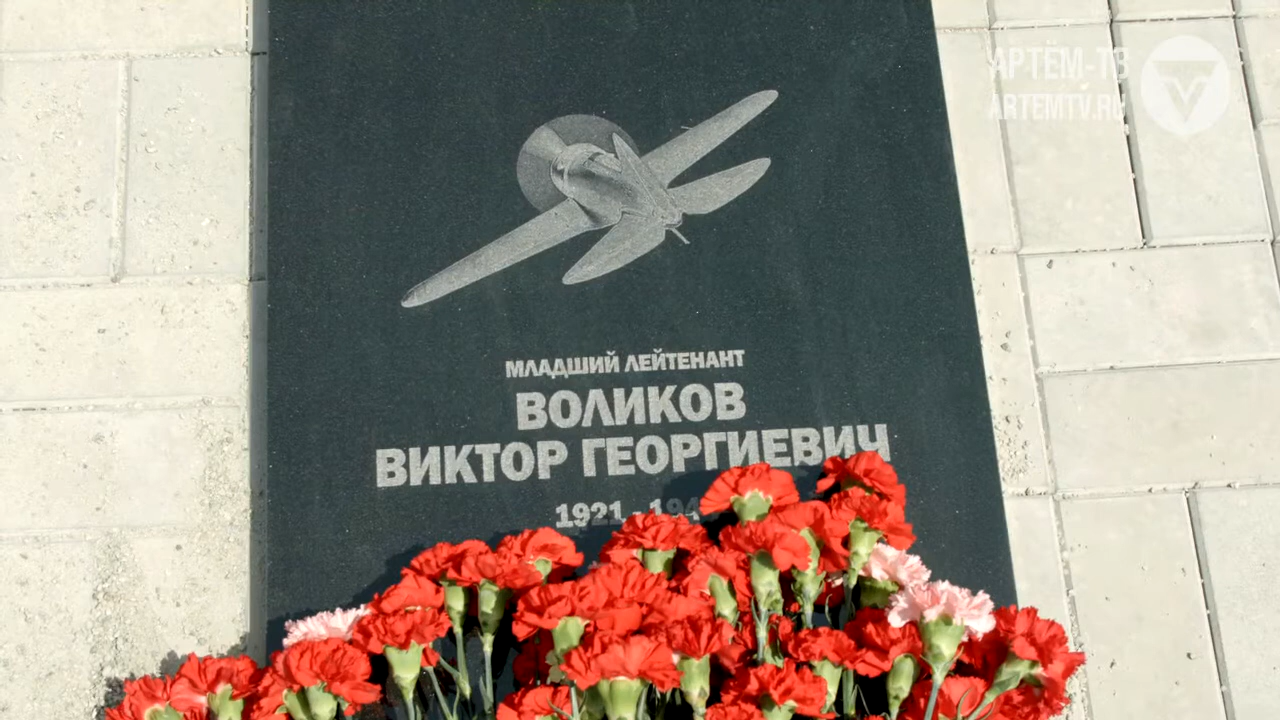 АРТЁМ-ТВ
ARTEMTV.RU
МЛАДШИЙ ЛЕЙТЕНАНТ
ВОЛИКОВ
ВИКТОР ГЕОРГИЕВИЧ
1921 -